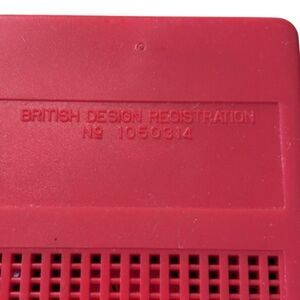 BRITISH DESIGN REGISTRATION
Nº 1050314